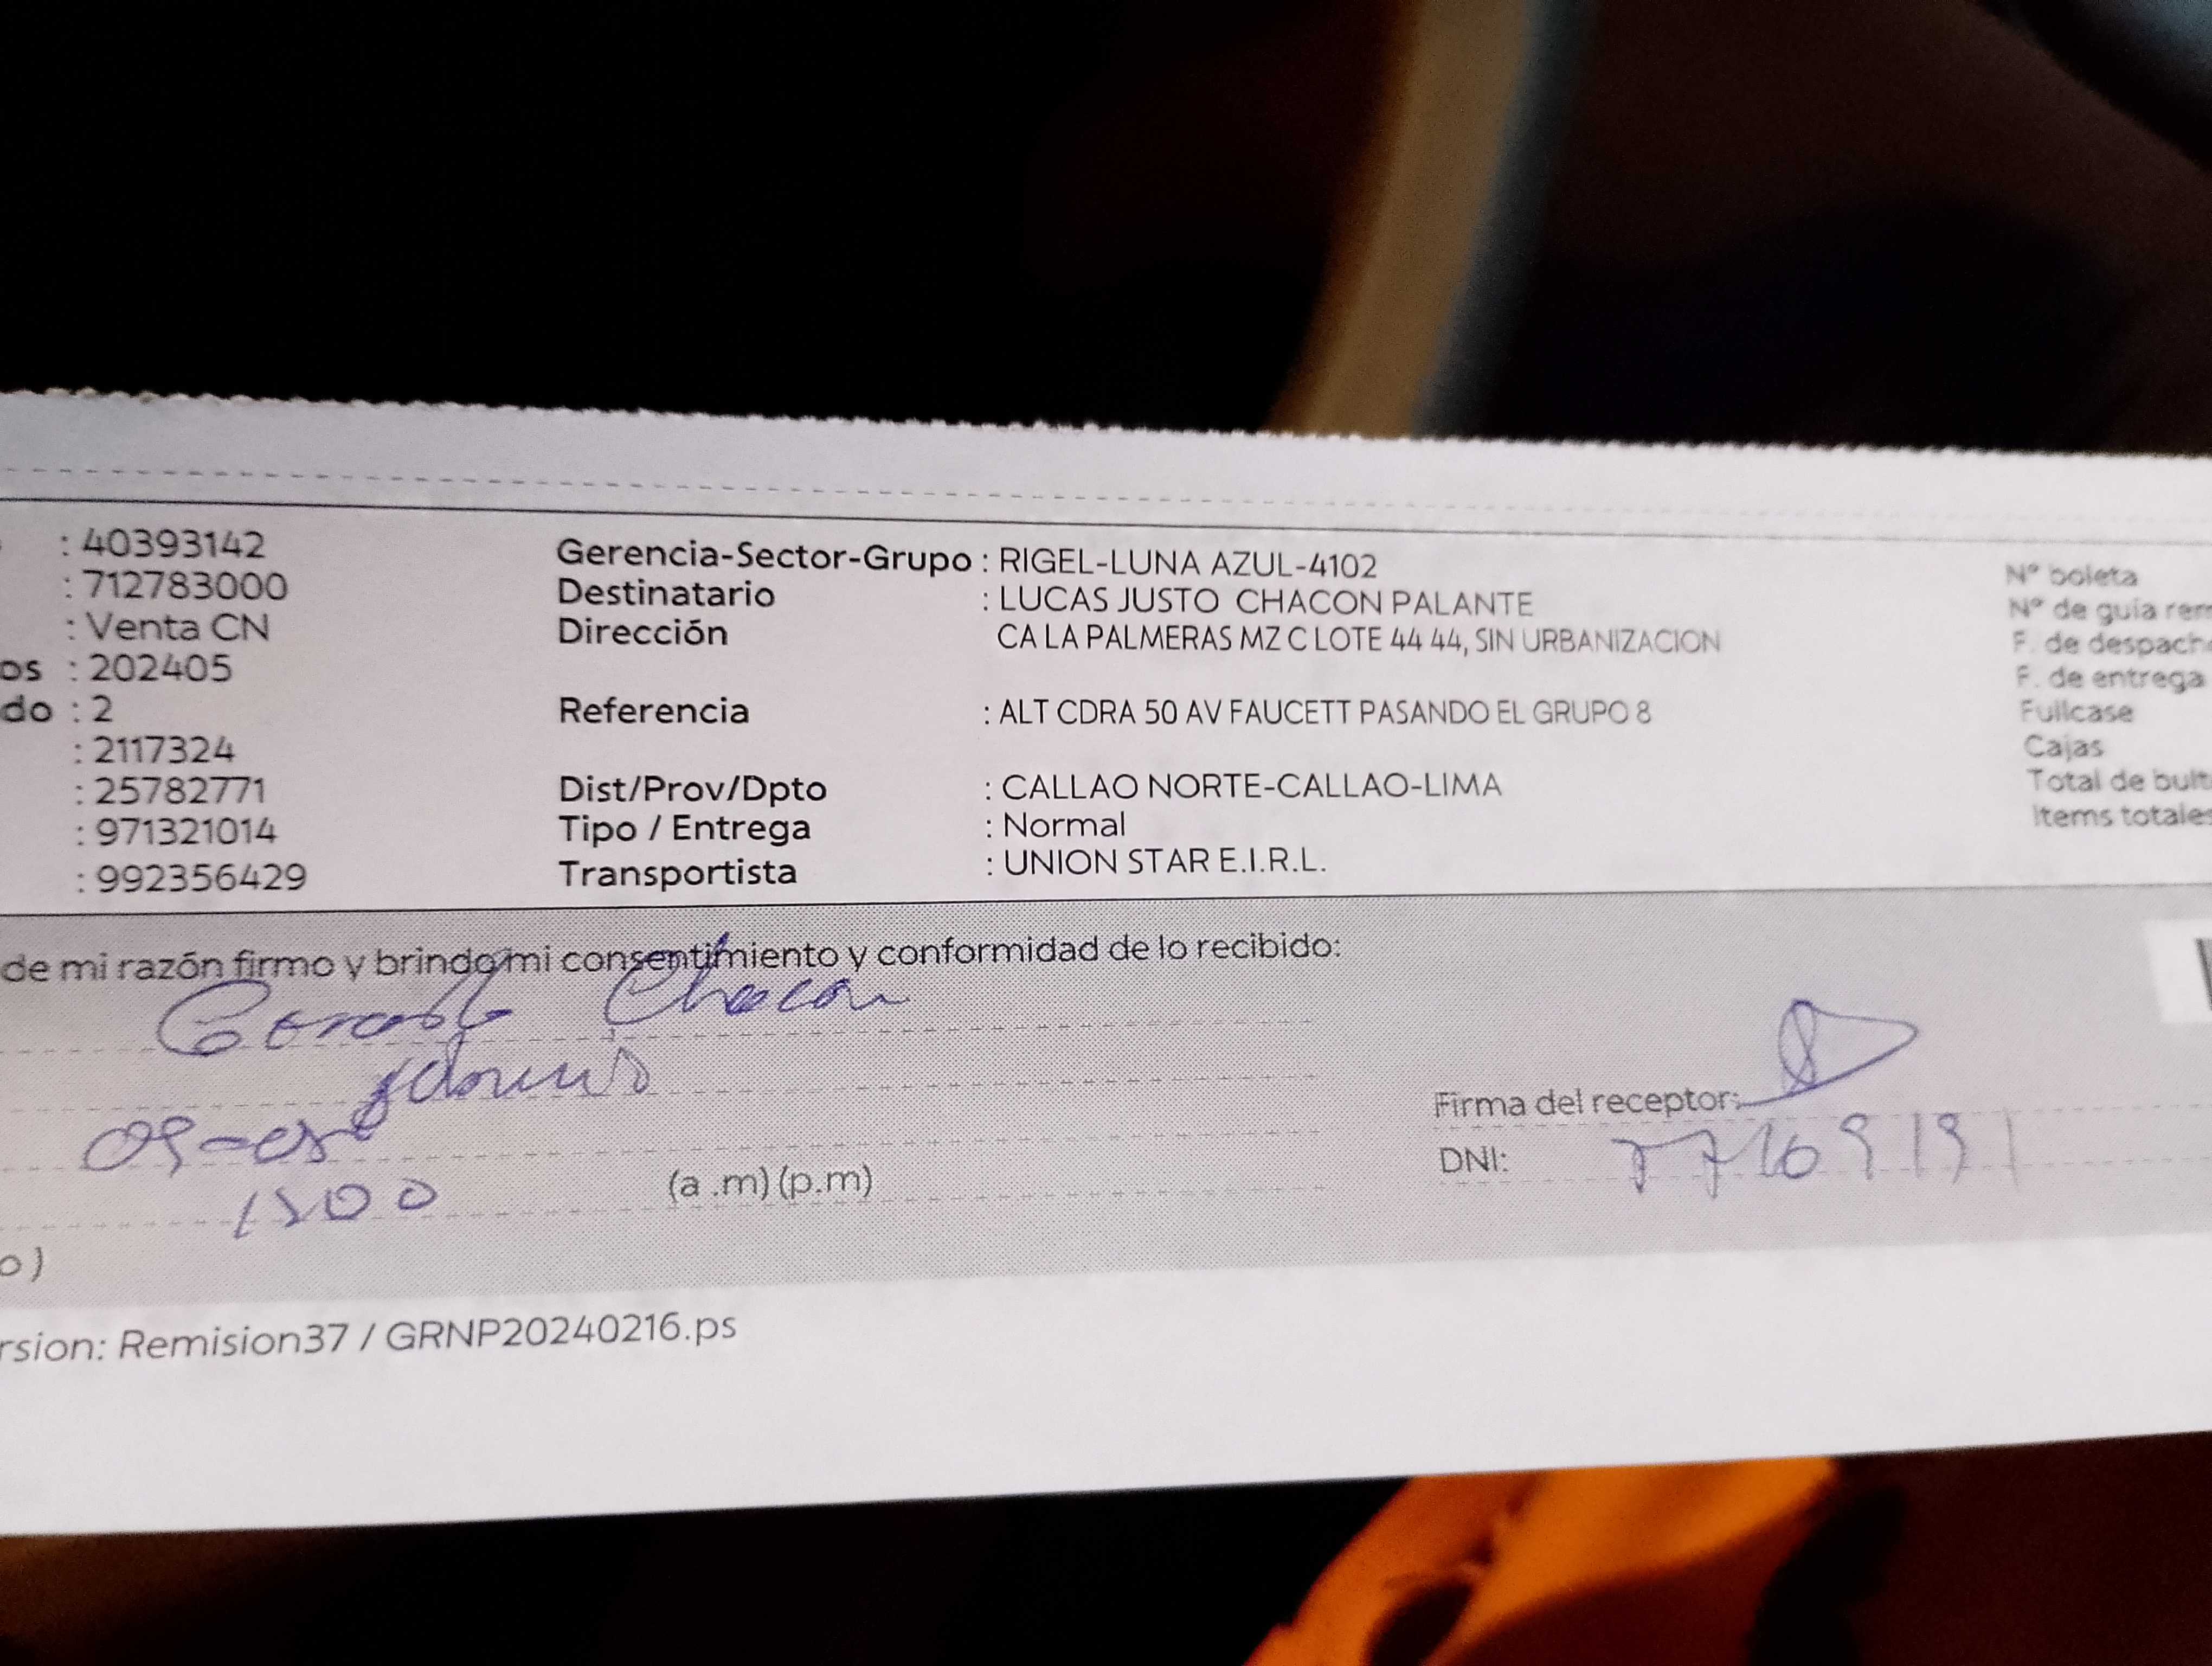 : 40393142
: 712783000
: Venta CN
os : 202405
do : 2
: 2117324
: 25782771
: 971321014
: 992356429
Gerencia-Sector-Grupo : RIGEL-LUNA AZUL-4102
Destinatario : LUCAS JUSTO CHACON PALANTE
Dirección CA LA PALMERAS MZ C LOTE 44 44, SIN URBANIZACION
Referencia : ALT CDRA 50 AV FAUCETT PASANDO EL GRUPO 8
Dist/Prov/Dpto : CALLAO NORTE-CALLAO-LIMA
Tipo / Entrega : Normal
Transportista : UNION STAR E.I.R.L.
Nº boleta
Nº de guía rem
F. de despach
F. de entrega
Fullcase
Cajas
Total de bult
Items totales
de mi razón firmo y brindo mi consentimiento y conformidad de lo recibido:
Chacon
1500 (a .m) (p.m)
Firma del receptor:
DNI:
o )
rsion: Remision37 / GRNP20240216.ps